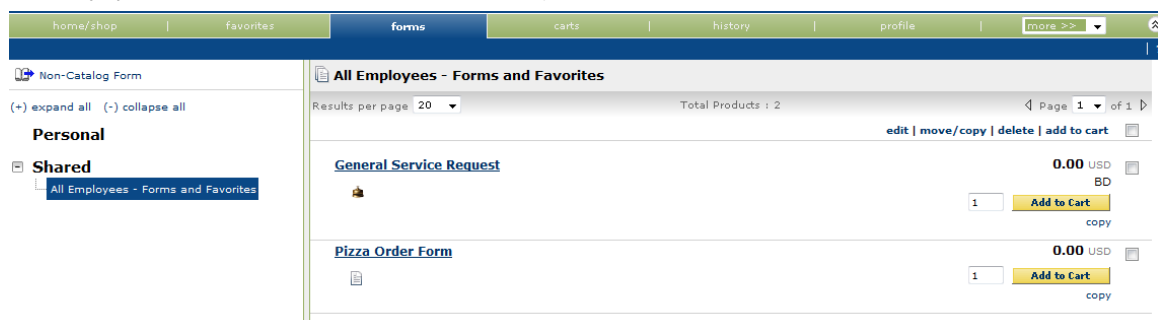 home/shop | favorites forms carts | history | profile | more >>
Non-Catalog Form
(+) expand all (-) collapse all
Personal
Shared
All Employees - Forms and Favorites
All Employees - Forms and Favorites
Results per page 20 Total Products : 2 Page 1 of 1
edit | move/copy | delete | add to cart
General Service Request 0.00 USD
BD
1 Add to Cart
copy
Pizza Order Form 0.00 USD
1 Add to Cart
copy